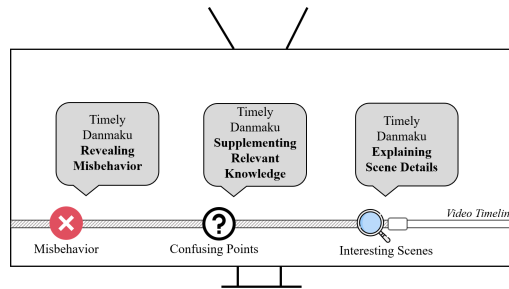 Timely
Danmaku
Revealing
Misbehavior
Timely
Danmaku
Supplementing
Relevant
Knowledge
Timely
Danmaku
Explaining
Scene Details
?
Video Timelin
Misbehavior
Confusing Points
Interesting Scenes